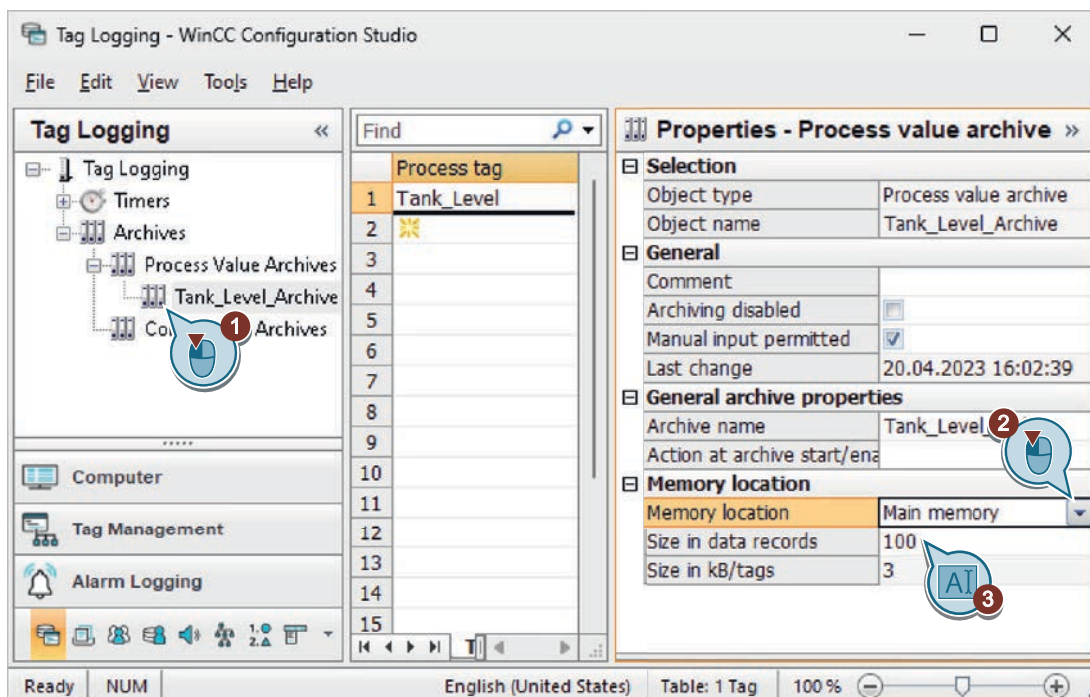 Tag Logging - WinCC Configuration Studio
File Edit View Tools Help
Tag Logging «
Tag Logging
Timers
Archives
Process Value Archives
Tank_Level_Archive
1
Archives
Computer
Tag Management
Alarm Logging
Find
Process tag
1 Tank_Level
2
3
4
5
6
7
8
9
10
11
12
13
14
15
Properties - Process value archive »
Selection
Object type Process value archive
Object name Tank_Level_Archive
General
Comment
Archiving disabled
Manual input permitted
Last change 20.04.2023 16:02:39
General archive properties
Archive name Tank_Level_
2
Action at archive start/ena
Memory location
Memory location Main memory
Size in data records 100
Size in kB/tags 3
AI
3
Ready NUM English (United States) Table: 1 Tag 100 %